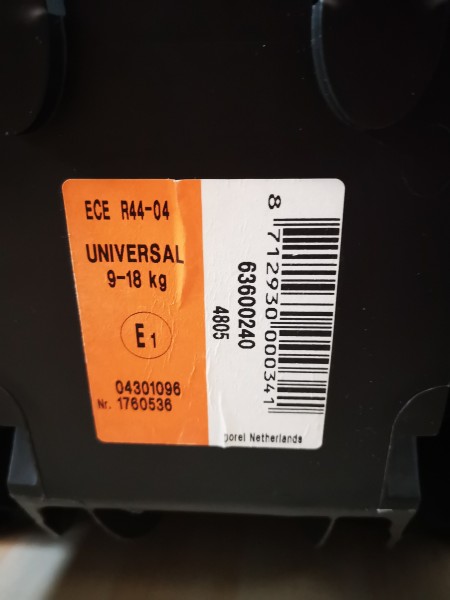 ECE R44-04
UNIVERSAL
9-18 kg
E1
04301096
Nr. 1760536
63600240
4805
8 712930 000341
Netherlands